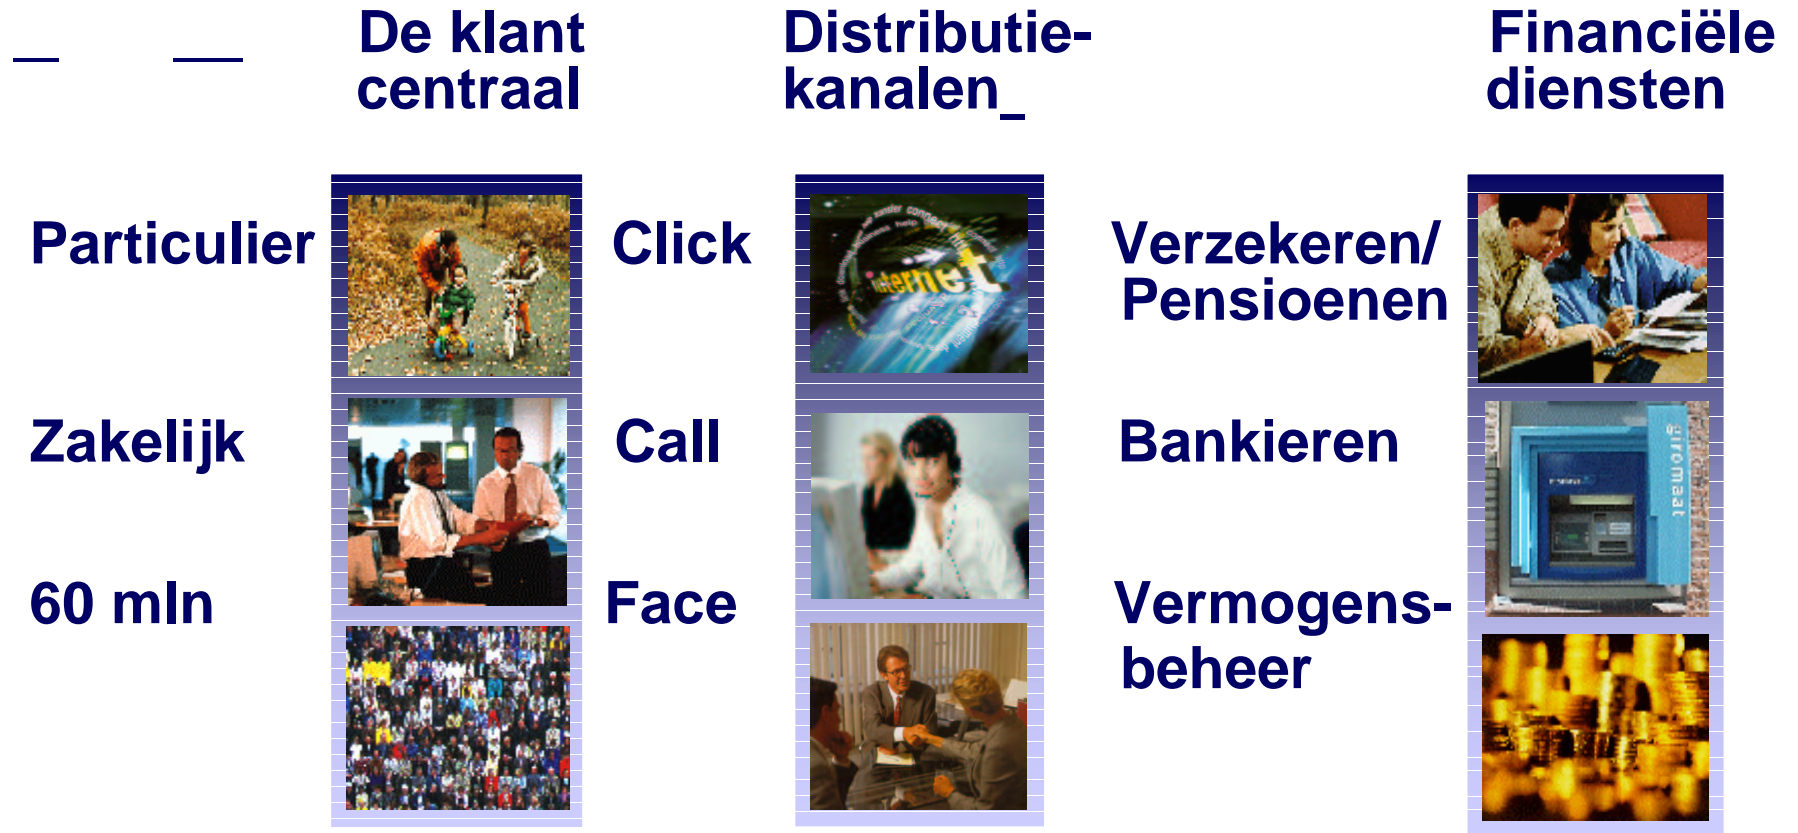 De klant
centraal
Particulier
Zakelijk
60 mln
Distributie-
kanalen_
Click
internet
Call
Face
Financiële
diensten
Verzekeren/
Pensioenen
Bankieren
giromaat
Vermogens-
beheer